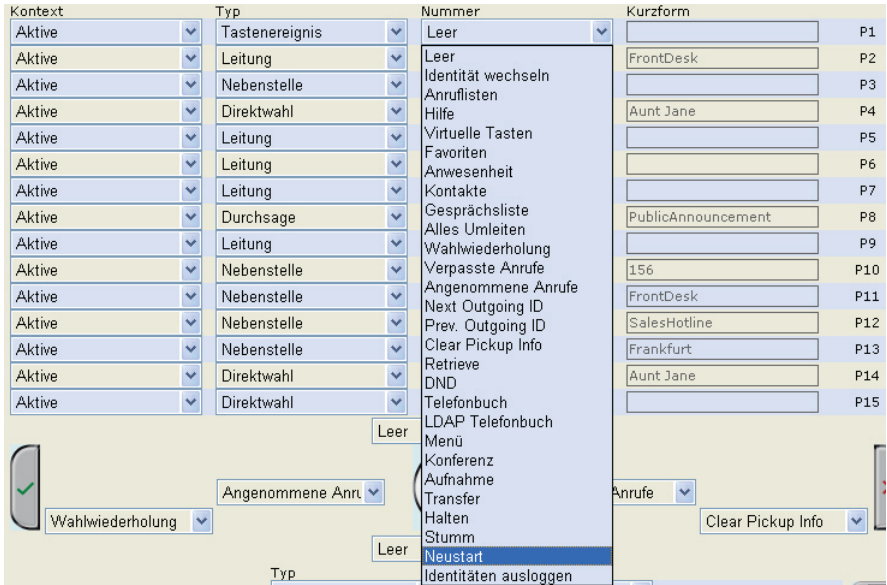 Kontext Typ Nummer Kurzform
Aktive Tastenereignis Leer P1
Aktive Leitung Leer FrontDesk P2
Aktive Nebenstelle Identität wechseln P3
Anruflisten
Aktive Direktwahl Hilfe Aunt Jane P4
Aktive Leitung Virtuelle Tasten P5
Aktive Leitung Favoriten P6
Anwesenheit
Aktive Leitung Kontakte P7
Aktive Durchsage Gesprächsliste PublicAnnouncement P8
Alles Umleiten
Aktive Leitung Wahlwiederholung P9
Aktive Nebenstelle Verpasste Anrufe 156 P10
Aktive Nebenstelle Angenommene Anrufe FrontDesk P11
Next Outgoing ID
Aktive Nebenstelle Prev. Outgoing ID SalesHotline P12
Aktive Nebenstelle Clear Pickup Info Frankfurt P13
Retrieve
Aktive Direktwahl DND Aunt Jane P14
Aktive Direktwahl Telefonbuch P15
LDAP Telefonbuch
Leer Menü
Konferenz
Aufnahme
Angenommene Anru Transfer Anrufe
Wahlwiederholung Halten Clear Pickup Info
Stumm
Leer Neustart
Typ Identitäten ausloggen